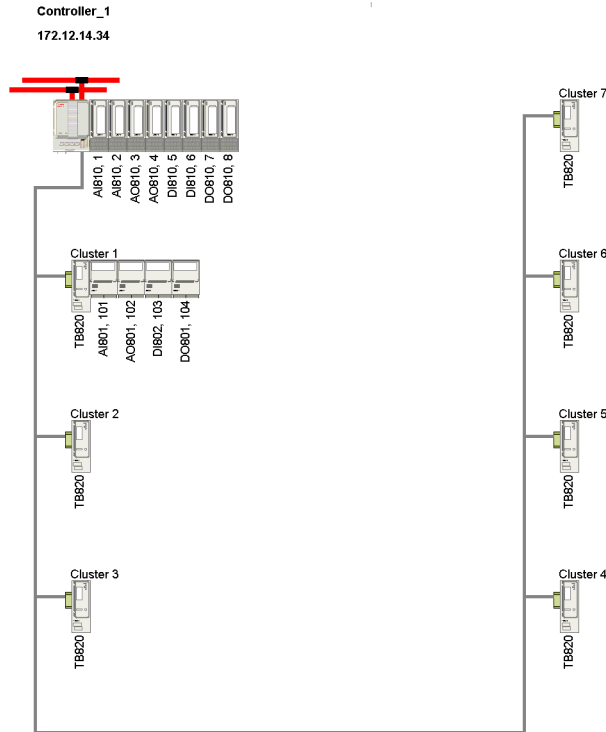 Controller_1
172.12.14.34
Cluster 7
AI810, 1
AI810, 2
AO810, 3
AO810, 4
DI810, 5
DI810, 6
DO810, 7
DO810, 8
TB820
Cluster 1
TB820
AI801, 101
AO801, 102
DI802, 103
DO801, 104
Cluster 6
TB820
Cluster 2
TB820
Cluster 5
TB820
Cluster 3
TB820
Cluster 4
TB820